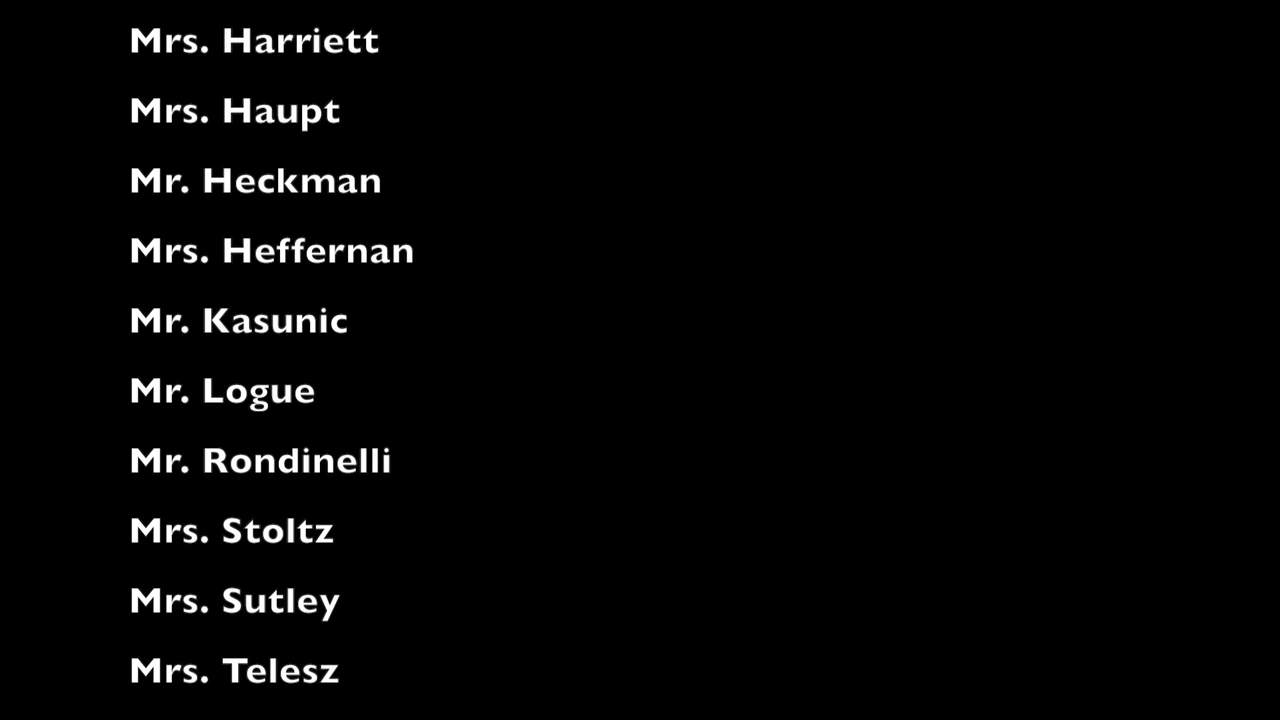 Mrs. Harriett
Mrs. Haupt
Mr. Heckman
Mrs. Heffernan
Mr. Kasunic
Mr. Logue
Mr. Rondinelli
Mrs. Stoltz
Mrs. Sutley
Mrs. Telesz